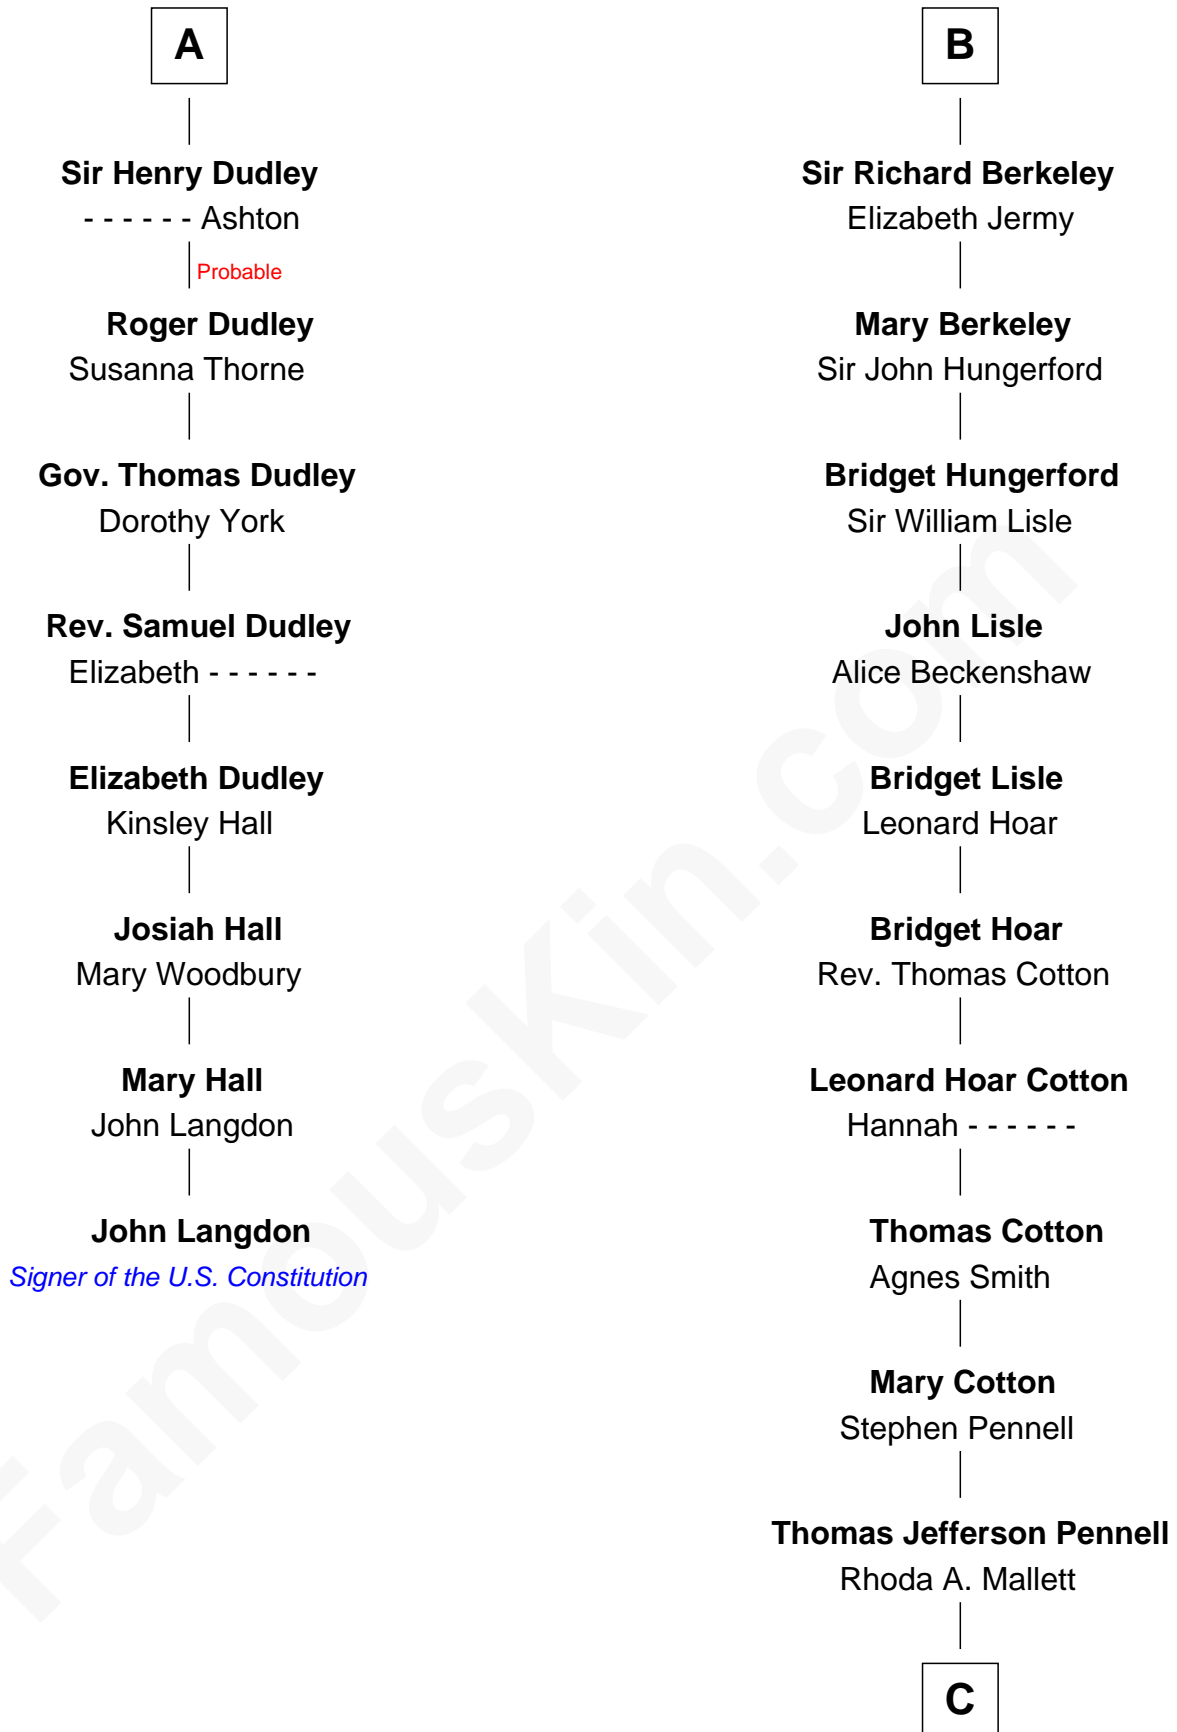 A
Sir Henry Dudley
- - - - - - Ashton
Probable
Roger Dudley
Susanna Thorne
Gov. Thomas Dudley
Dorothy York
Rev. Samuel Dudley
Elizabeth - - - - - -
Elizabeth Dudley
Kinsley Hall
Josiah Hall
Mary Woodbury
Mary Hall
John Langdon
John Langdon
Signer of the U.S. Constitution
B
Sir Richard Berkeley
Elizabeth Jermy
Mary Berkeley
Sir John Hungerford
Bridget Hungerford
Sir William Lisle
John Lisle
Alice Beckenshaw
Bridget Lisle
Leonard Hoar
Bridget Hoar
Rev. Thomas Cotton
Leonard Hoar Cotton
Hannah - - - - - -
Thomas Cotton
Agnes Smith
Mary Cotton
Stephen Pennell
Thomas Jefferson Pennell
Rhoda A. Mallett
C
FamousKin.com